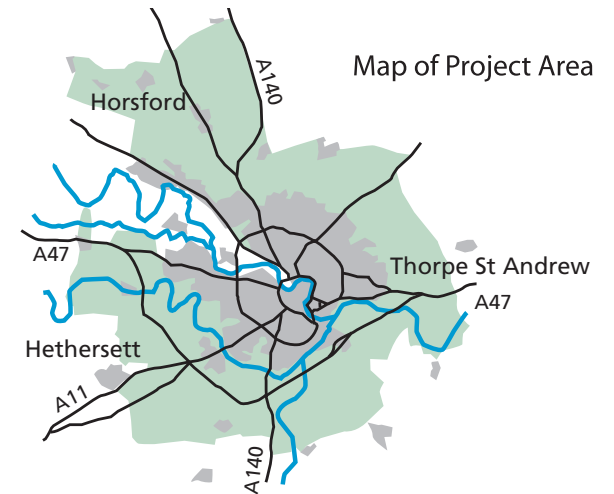 Map of Project Area
A140
Horsford
A47
Thorpe St Andrew
A47
Hethersett
A11
A140